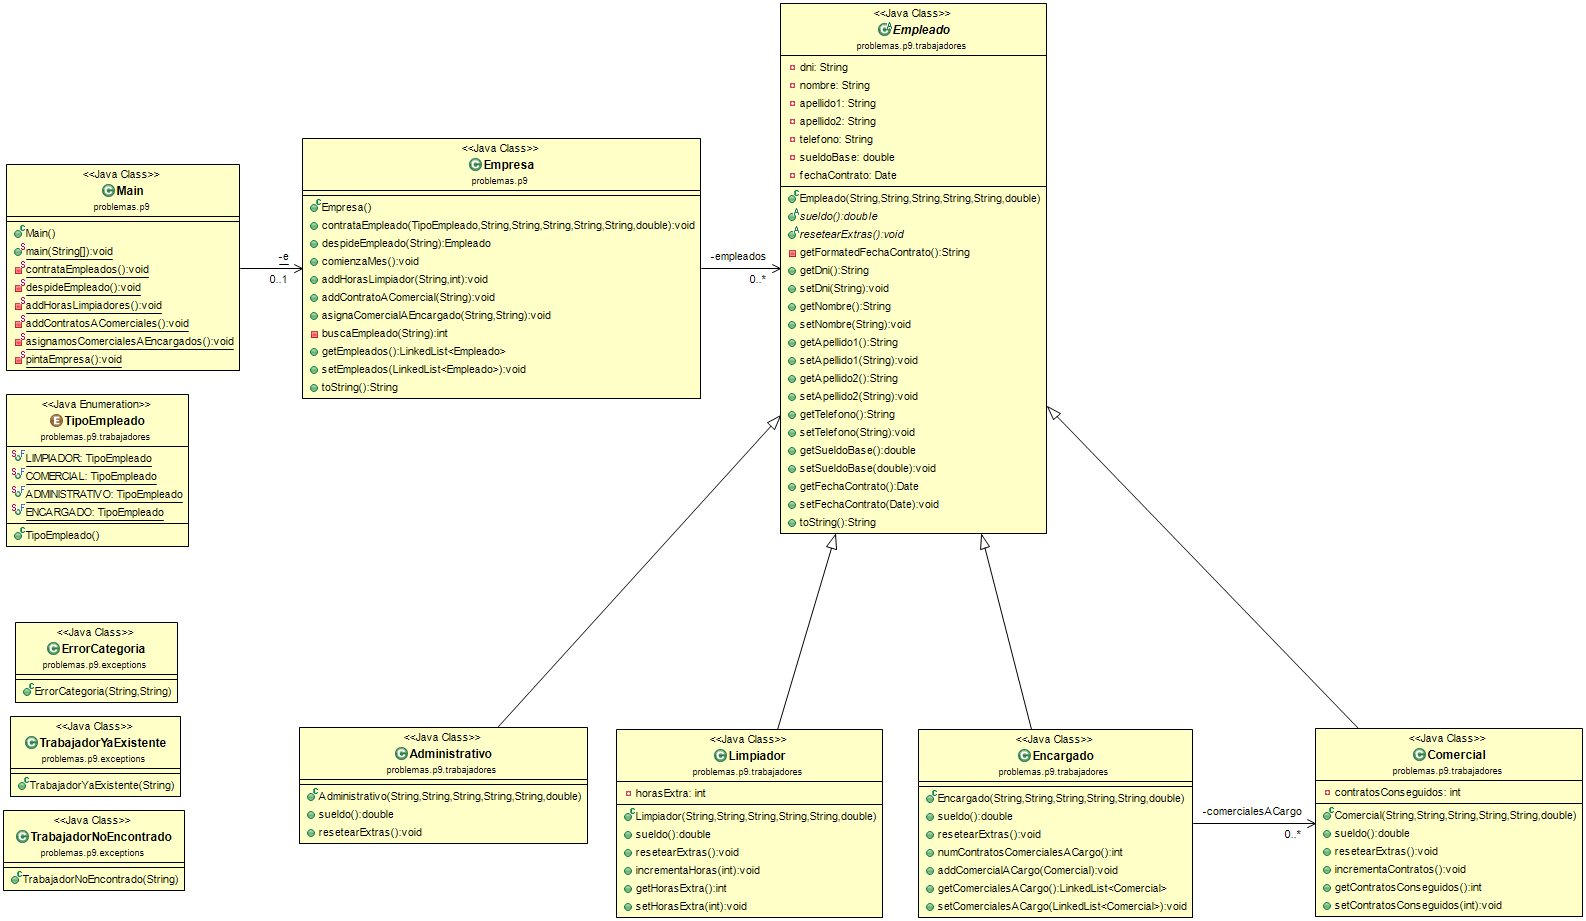 <<Java Class>>
Main
problemas.p9
Main()
main(String[]):void
contrataEmpleados():void
despideEmpleado():void
addHorasLimpiadores():void
addContratosAComerciales():void
asignamosComercialesAEncargados():void
pintaEmpresa():void
-e
0..1
<<Java Class>>
Empresa
problemas.p9
Empresa()
contrataEmpleado(TipoEmpleado,String,String,String,String,String,double):void
despideEmpleado(String):Empleado
comienzaMes():void
addHorasLimpiador(String,int):void
addContratoAComercial(String):void
asignaComercialAEncargado(String,String):void
buscaEmpleado(String):int
getEmpleados():LinkedList<Empleado>
setEmpleados(LinkedList<Empleado>):void
toString():String
-empleados
0..*
<<Java Class>>
Empleado
problemas.p9.trabajadores
dni: String
nombre: String
apellido1: String
apellido2: String
telefono: String
sueldoBase: double
fechaContrato: Date
Empleado(String,String,String,String,String,double)
sueldo():double
resetearExtras():void
getFormatedFechaContrato():String
getDni():String
setDni(String):void
getNombre():String
setNombre(String):void
getApellido1():String
setApellido1(String):void
getApellido2():String
setApellido2(String):void
getTelefono():String
setTelefono(String):void
getSueldoBase():double
setSueldoBase(double):void
getFechaContrato():Date
setFechaContrato(Date):void
toString():String
<<Java Enumeration>>
TipoEmpleado
problemas.p9.trabajadores
LIMPIADOR: TipoEmpleado
COMERCIAL: TipoEmpleado
ADMINISTRATIVO: TipoEmpleado
ENCARGADO: TipoEmpleado
TipoEmpleado()
<<Java Class>>
ErrorCategoria
problemas.p9.exceptions
ErrorCategoria(String,String)
<<Java Class>>
TrabajadorYaExistente
problemas.p9.exceptions
TrabajadorYaExistente(String)
<<Java Class>>
TrabajadorNoEncontrado
problemas.p9.exceptions
TrabajadorNoEncontrado(String)
<<Java Class>>
Administrativo
problemas.p9.trabajadores
Administrativo(String,String,String,String,String,double)
sueldo():double
resetearExtras():void
<<Java Class>>
Limpiador
problemas.p9.trabajadores
horasExtra: int
Limpiador(String,String,String,String,String,double)
sueldo():double
resetearExtras():void
incrementaHoras(int):void
getHorasExtra():int
setHorasExtra(int):void
<<Java Class>>
Encargado
problemas.p9.trabajadores
Encargado(String,String,String,String,String,double)
sueldo():double
resetearExtras():void
numContratosComercialesACargo():int
addComercialACargo(Comercial):void
getComercialesACargo():LinkedList<Comercial>
setComercialesACargo(LinkedList<Comercial>):void
-comercialesACargo
0..*
<<Java Class>>
Comercial
problemas.p9.trabajadores
contratosConseguidos: int
Comercial(String,String,String,String,String,double)
sueldo():double
resetearExtras():void
incrementaContratos():void
getContratosConseguidos():int
setContratosConseguidos(int):void